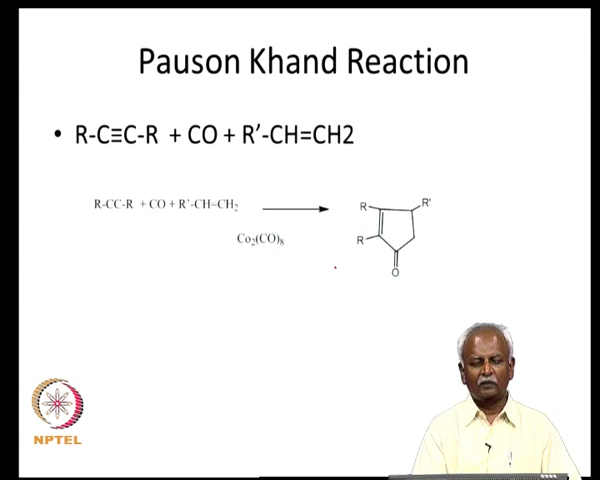 Pauson Khand Reaction
• R-C≡C-R + CO + R′-CH=CH2
R-CC-R + CO + R'-CH-CH₂
Co₂(CO)₈
R
R'
R
O
NPTEL